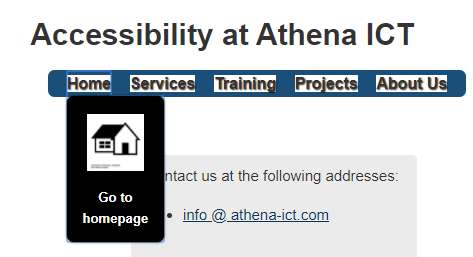 Accessibility at Athena ICT
Home Services Training Projects About Us
ntact us at the following addresses:
Go to
homepage
info @ athena-ict.com